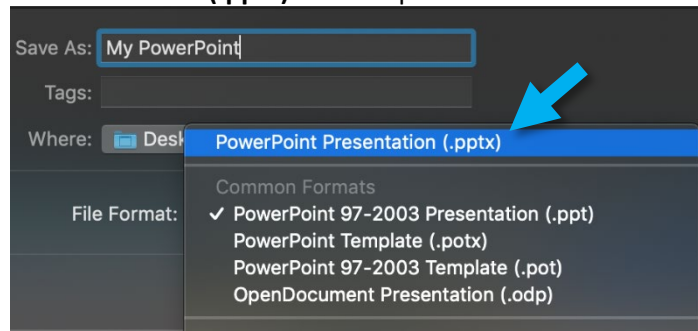 Save As: My PowerPoint
Tags:
Where: Desk
PowerPoint Presentation (.pptx)
Common Formats
File Format: ✓ PowerPoint 97-2003 Presentation (.ppt)
PowerPoint Template (.potx)
PowerPoint 97-2003 Template (.pot)
OpenDocument Presentation (.odp)